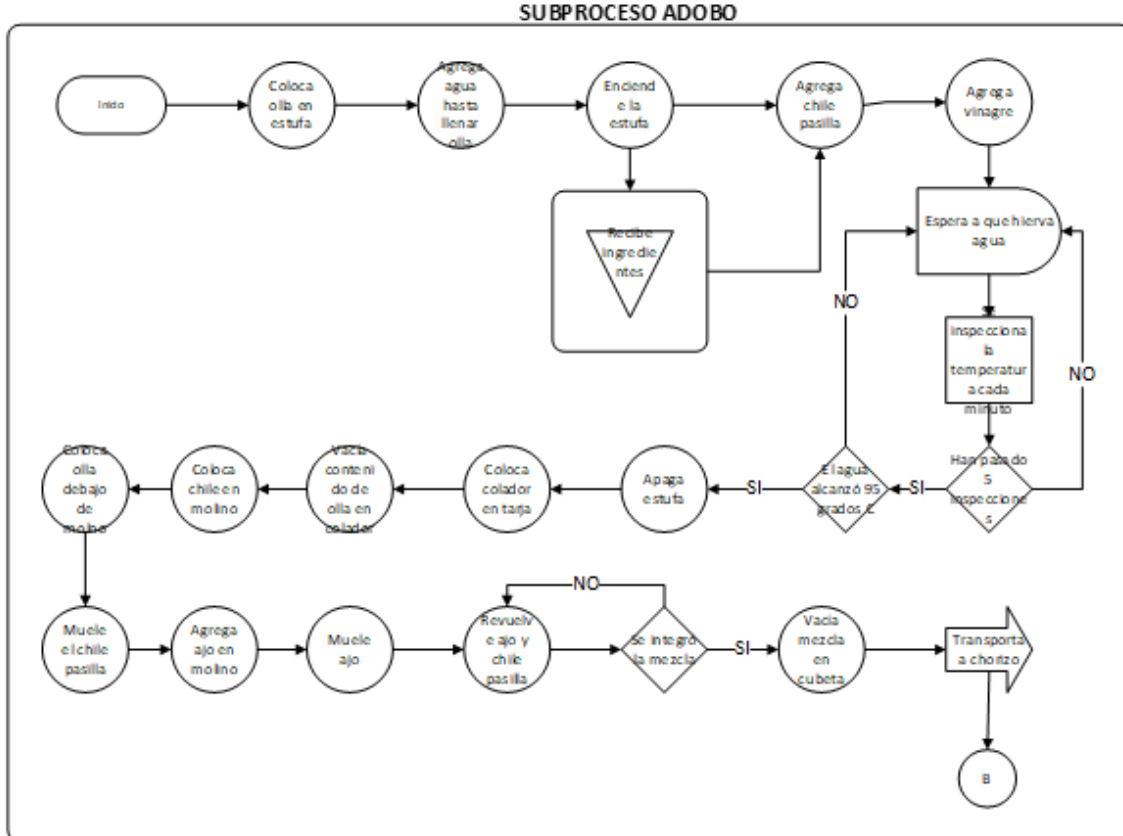 SUBPROCESO ADOBO
Inicio
Coloca
olla en
estufa
Agrega
agua
hasta
llenar
olla
Enciend
e la
estufa
Agrega
chile
pasilla
Agrega
vinagre
Recibe
ingredie
ntes
Espera a que hierva
agua
NO
Inspecciona
la
temperatur
a cada
minuto
NO
Coloca
olla
debajo
de
molino
Coloca
chile en
molino
Vacía
conteni
do de
olla en
colador
Coloca
colador
en tarja
Apaga
estufa
SI
El agua
alcanzó 95
grados C
SI
Han pasado
5
inspeccione
s
NO
Muele
el chile
pasilla
Agrega
ajo en
molino
Muele
ajo
Revuelv
e ajo y
chile
pasilla
Se integró
la mezcla
SI
Vacia
mezcla
en
cubeta
Transporta
a chorizo
B